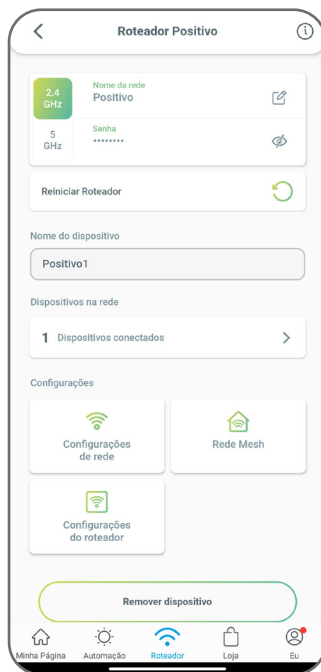 Roteador Positivo
2.4
GHz
Nome da rede
Positivo
5
GHz
Senha
••••••••
Reiniciar Roteador
Nome do dispositivo
Positivo1
Dispositivos na rede
1 Dispositivos conectados
Configurações
Configurações
de rede
Rede Mesh
Configurações
do roteador
Remover dispositivo
Minha Página
Automação
Roteador
Loja
Eu